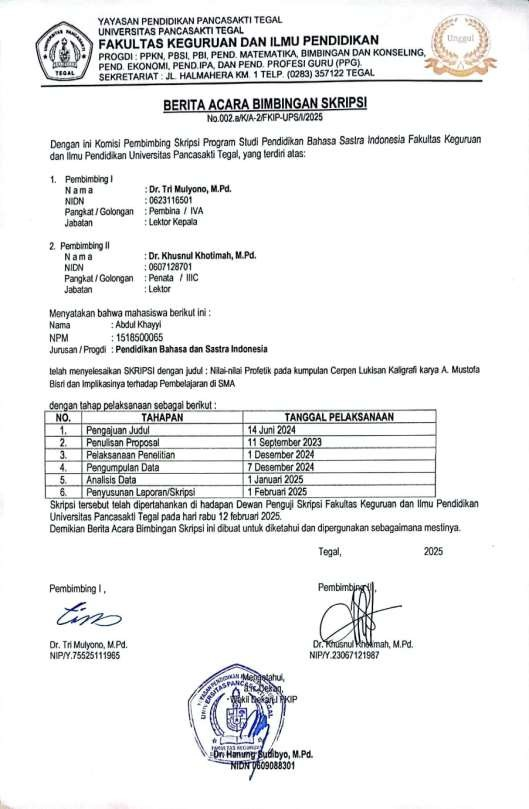 YAYASAN PENDIDIKAN PANCASAKTI TEGAL
UNIVERSITAS PANCASAKTI TEGAL
FAKULTAS KEGURUAN DAN ILMU PENDIDIKAN
PROGDI : PPKN, PBSI, PBI, PEND. MATEMATIKA, BIMBINGAN DAN KONSELING,
PEND. EKONOMI, PEND.IPA, DAN PEND. PROFESI GURU (PPG).
SEKRETARIAT : JL. HALMAHERA KM. 1 TELP. (0283) 357122 TEGAL
TEGAL
Unggul
BERITA ACARA BIMBINGAN SKRIPSI
No.002.a/K/A-2/FKIP-UPS/I/2025
Dengan ini Komisi Pembimbing Skripsi Program Studi Pendidikan Bahasa Sastra Indonesia Fakultas Keguruan
dan Ilmu Pendidikan Universitas Pancasakti Tegal, yang terdiri atas:
1. Pembimbing I
N a m a : Dr. Tri Mulyono, M.Pd.
NIDN : 0623116501
Pangkat / Golongan : Pembina / IVA
Jabatan : Lektor Kepala
2. Pembimbing II
N a m a : Dr. Khusnul Khotimah, M.Pd.
NIDN : 0607128701
Pangkat / Golongan : Penata / IIIC
Jabatan : Lektor
Menyatakan bahwa mahasiswa berikut ini :
Nama : Abdul Khayyi
NPM : 1518500065
Jurusan / Progdi : Pendidikan Bahasa dan Sastra Indonesia
telah menyelesaikan SKRIPSI dengan judul : Nilai-nilai Profetik pada kumpulan Cerpen Lukisan Kaligrafi karya A. Mustofa
Bisri dan Implikasinya terhadap Pembelajaran di SMA
dengan tahap pelaksanaan sebagai berikut :
NO. TAHAPAN TANGGAL PELAKSANAAN
1. Pengajuan Judul 14 Juni 2024
2. Penulisan Proposal 11 September 2023
3. Pelaksanaan Penelitian 1 Desember 2024
4. Pengumpulan Data 7 Desember 2024
5. Analisis Data 1 Januari 2025
6. Penyusunan Laporan/Skripsi 1 Februari 2025
Skripsi tersebut telah dipertahankan di hadapan Dewan Penguji Skripsi Fakultas Keguruan dan Ilmu Pendidikan
Universitas Pancasakti Tegal pada hari rabu 12 februari 2025.
Demikian Berita Acara Bimbingan Skripsi ini dibuat untuk diketahui dan dipergunakan sebagaimana mestinya.
Tegal, 2025
Pembimbing I ,
Pembimbing II,
Dr. Tri Mulyono, M.Pd.
NIP/Y.75525111965
Dr. Khusnul Khotimah, M.Pd.
NIP/Y.23067121987
Mengetahui,
a.n Dekan,
Wakil Dekan I FKIP
Dr. Hanung Sudibyo, M.Pd.
NIDN 0609088301